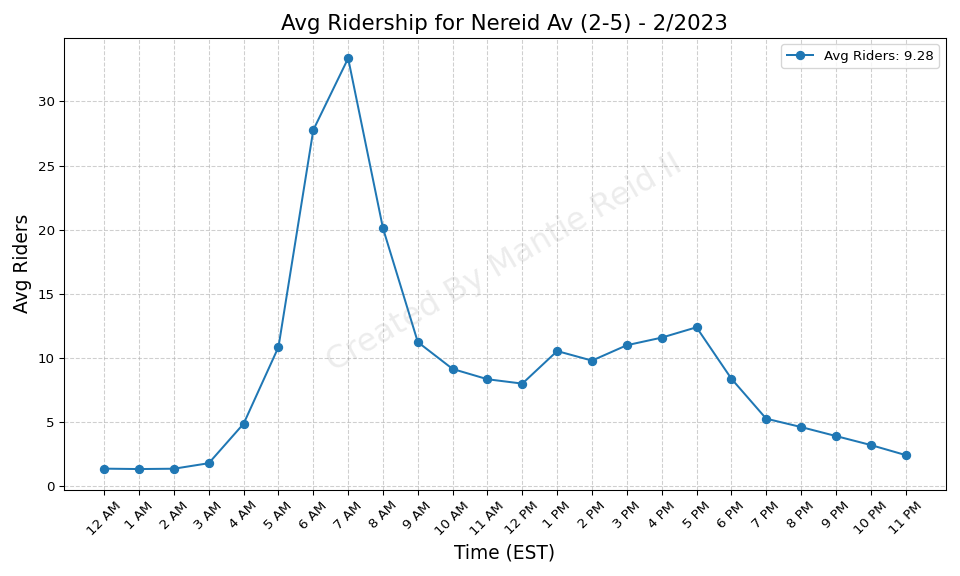 Avg Ridership for Nereid Av (2-5) - 2/2023
Avg Riders: 9.28
Avg Riders
30
25
20
15
10
5
0
Created By Mantie Reid II
12 AM
1 AM
2 AM
3 AM
4 AM
5 AM
6 AM
7 AM
8 AM
9 AM
10 AM
11 AM
12 PM
1 PM
2 PM
3 PM
4 PM
5 PM
6 PM
7 PM
8 PM
9 PM
10 PM
11 PM
Time (EST)